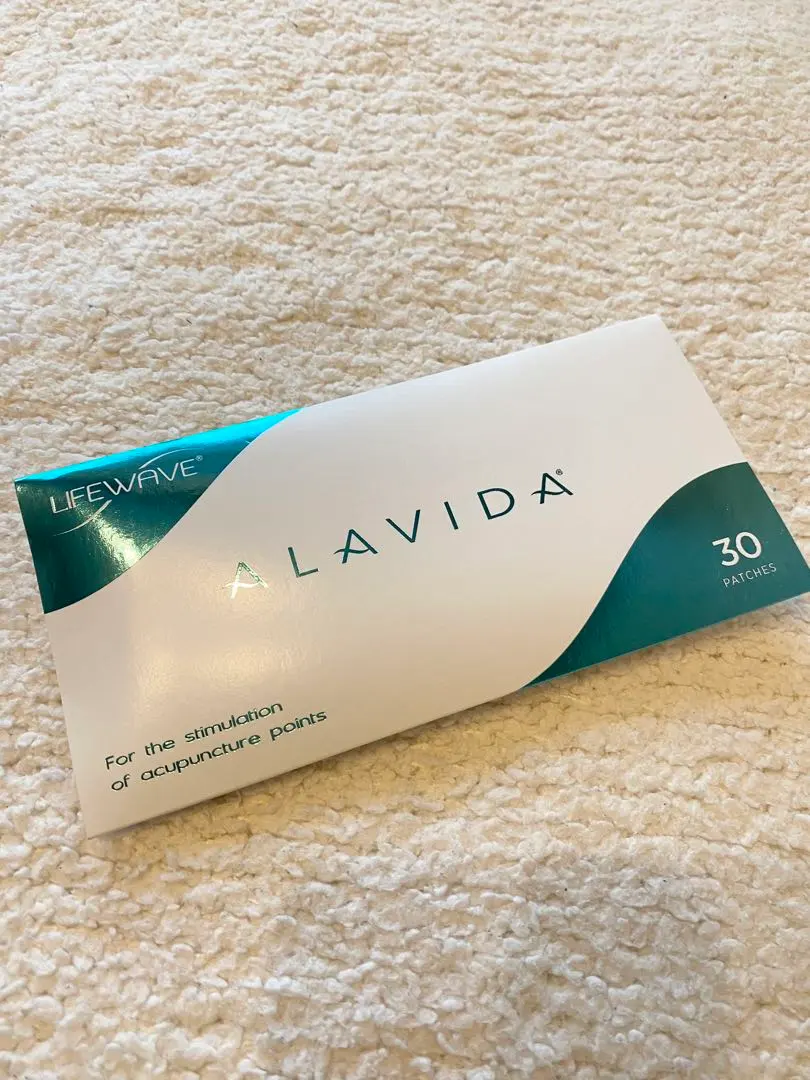 LIFEWAVE®
ALAVIDA®
30
PATCHES
For the stimulation
of acupuncture points